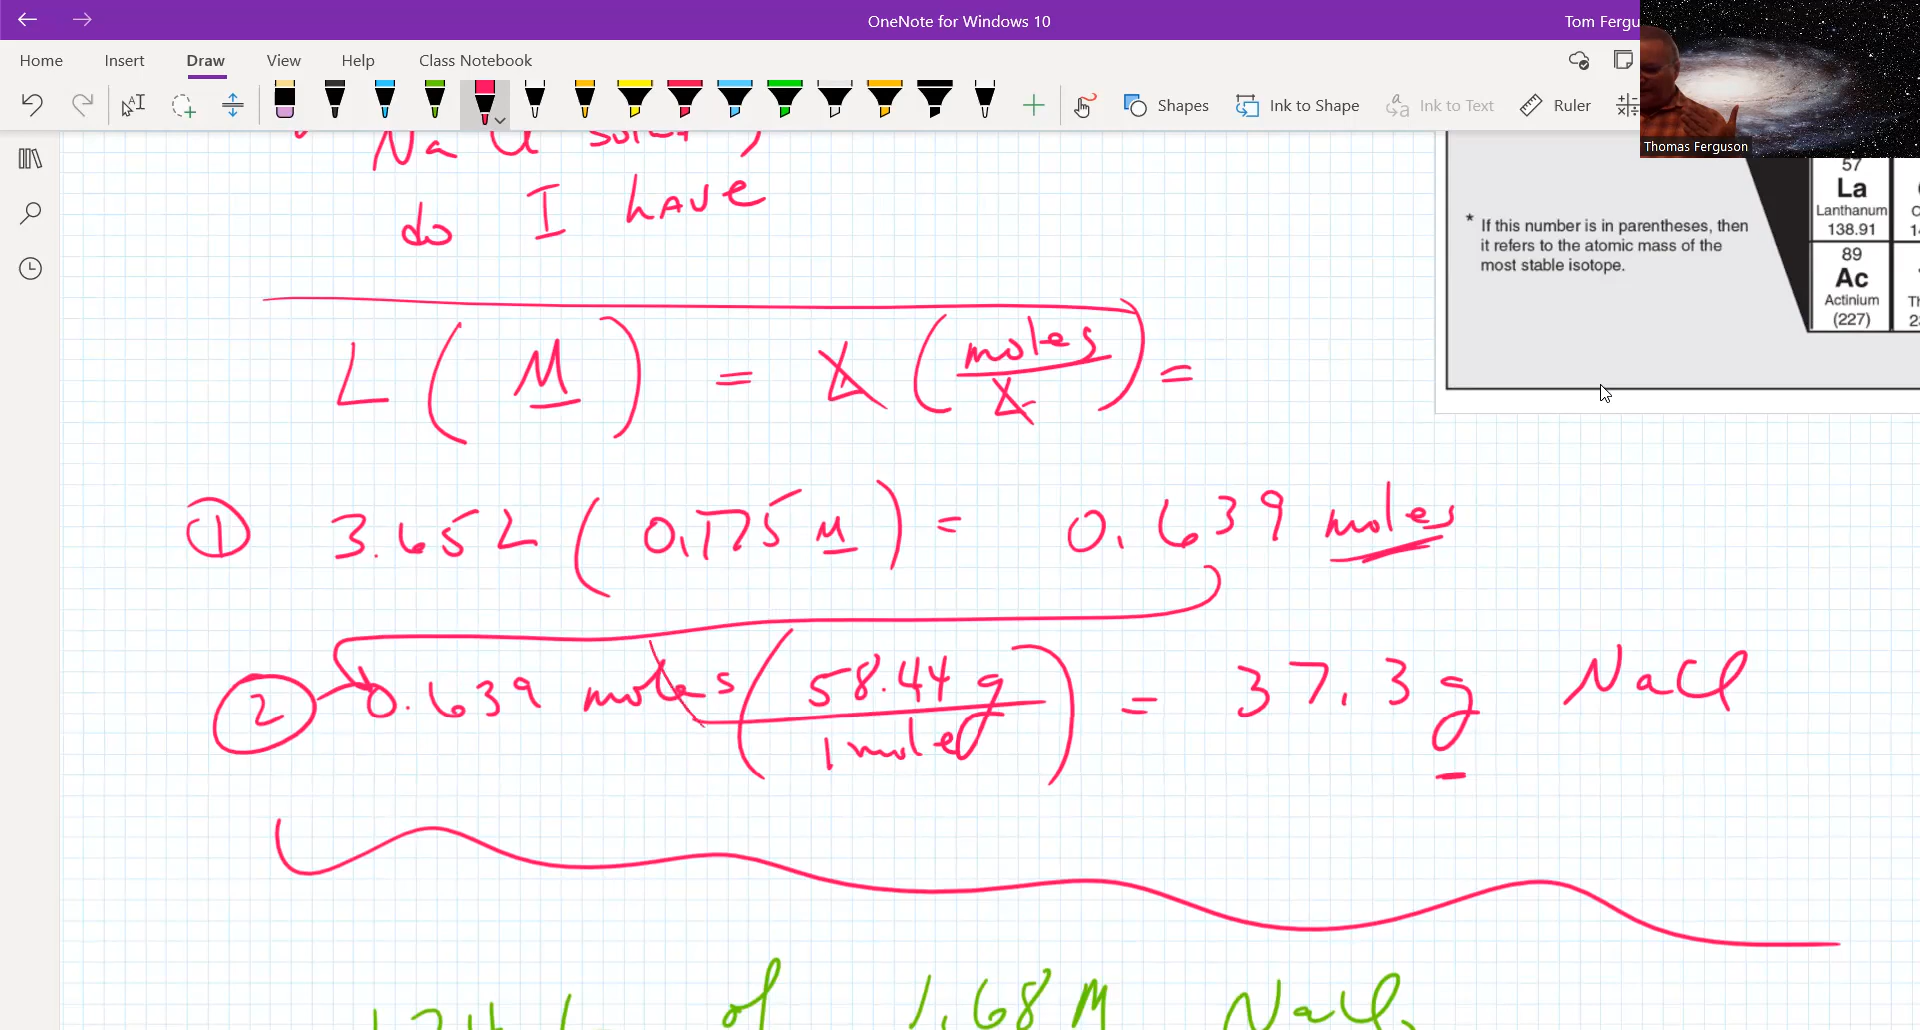 OneNote for Windows 10
Tom Fergu
Home Insert Draw View Help Class Notebook
Shapes Ink to Shape Ink to Text Ruler
Thomas Ferguson
NaCl
do I have
57
La
Lanthanum
138.91
89
Ac
Actinium
(227)
* If this number is in parentheses, then
it refers to the atomic mass of the
most stable isotope.
L ( M ) = L ( moles / L ) =
① 3.65 L ( 0.175 M ) = 0.639 moles
② 0.639 moles ( 58.44 g / 1 mole ) = 37.3 g NaCl
of 1.68 M NaCl